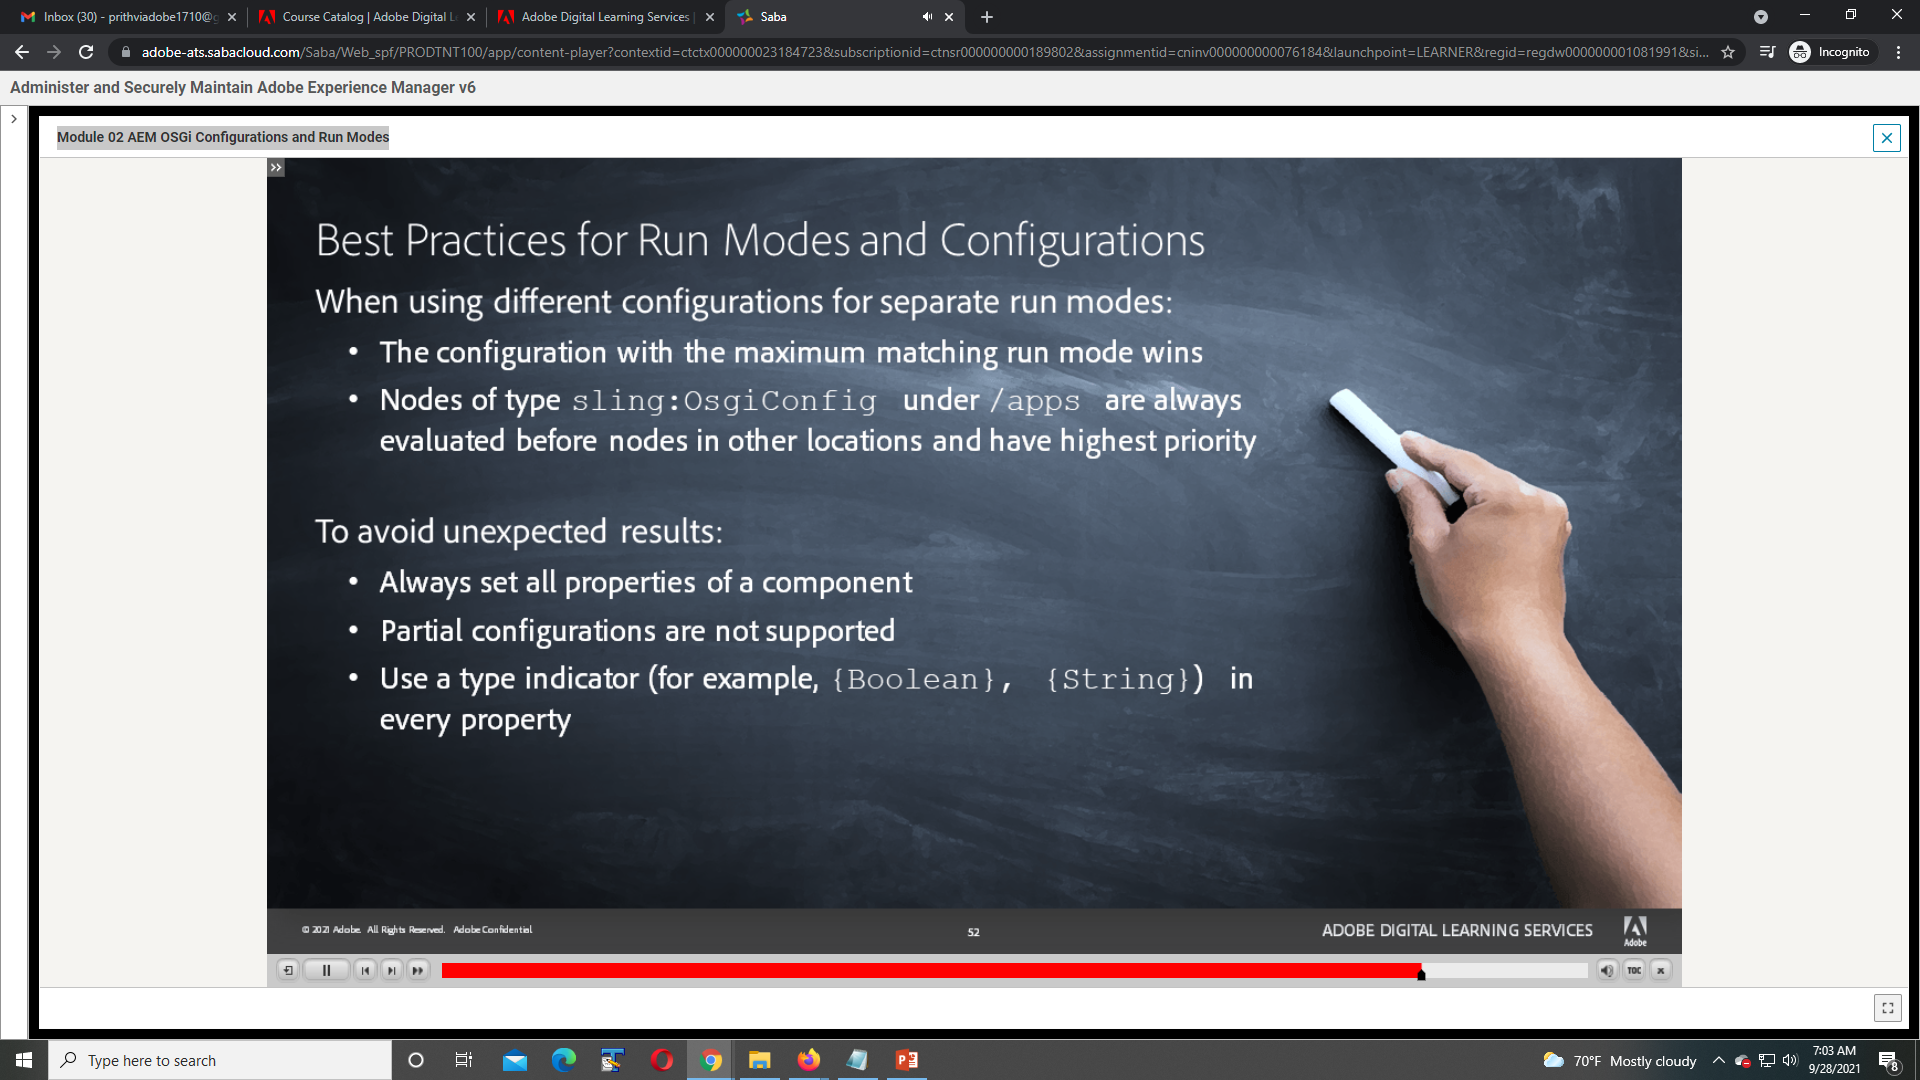 Inbox (30) - prithviadobe1710@g
Course Catalog | Adobe Digital L
Adobe Digital Learning Services |
Saba
adobe-ats.sabacloud.com/Saba/Web_spf/PRODTNT100/app/content-player?contextid=ctctx000000023184723&subscriptionid=ctnsr0000000000189802&assignmentid=cninv000000000076184&launchpoint=LEARNER&regid=regdw000000001081991&si...
Incognito
Administer and Securely Maintain Adobe Experience Manager v6
Module 02 AEM OSGi Configurations and Run Modes
Best Practices for Run Modes and Configurations
When using different configurations for separate run modes:
• The configuration with the maximum matching run mode wins
• Nodes of type sling:OsgiConfig under /apps are always
evaluated before nodes in other locations and have highest priority
To avoid unexpected results:
• Always set all properties of a component
• Partial configurations are not supported
• Use a type indicator (for example, {Boolean}, {String}) in
every property
© 2021 Adobe. All Rights Reserved. Adobe Confidential
52
ADOBE DIGITAL LEARNING SERVICES
Adobe
TOC
Type here to search
70°F Mostly cloudy
7:03 AM
9/28/2021
8